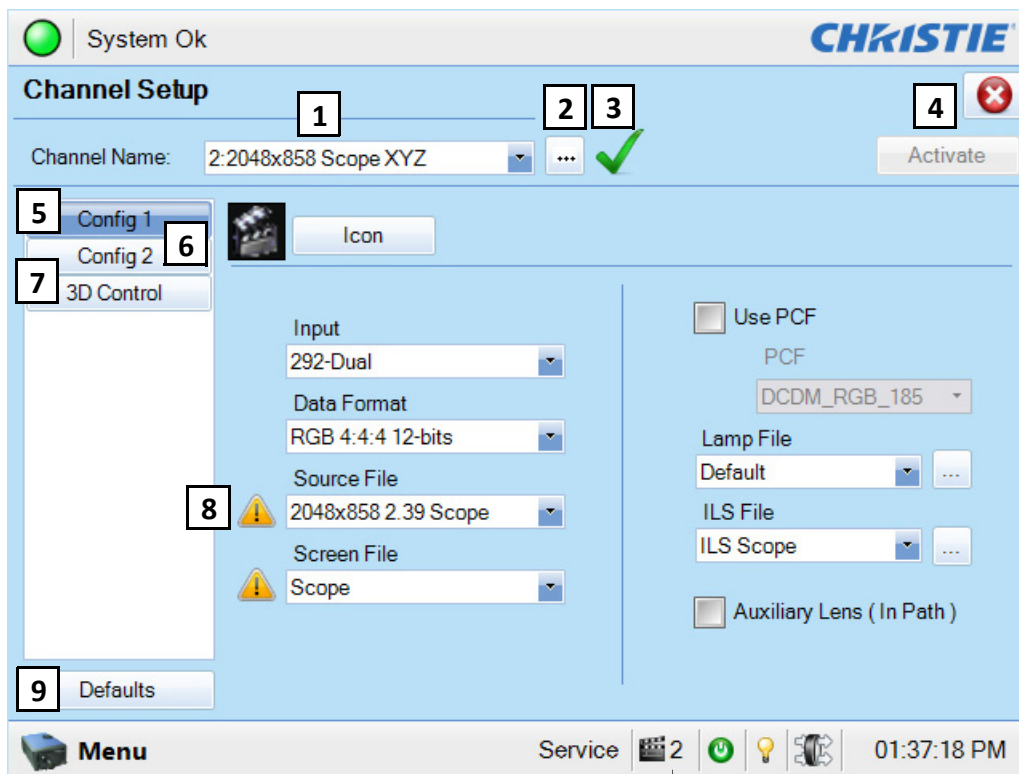 System Ok
CHRISTIE
Channel Setup
1
2
3
4
Channel Name:
2:2048x858 Scope XYZ
...
Activate
5
Config 1
6
Config 2
7
3D Control
Icon
Input
292-Dual
Data Format
RGB 4:4:4 12-bits
Source File
8
2048x858 2.39 Scope
Screen File
Scope
Use PCF
PCF
DCDM_RGB_185
Lamp File
Default
...
ILS File
ILS Scope
...
Auxiliary Lens ( In Path )
9
Defaults
Menu
Service
2
01:37:18 PM